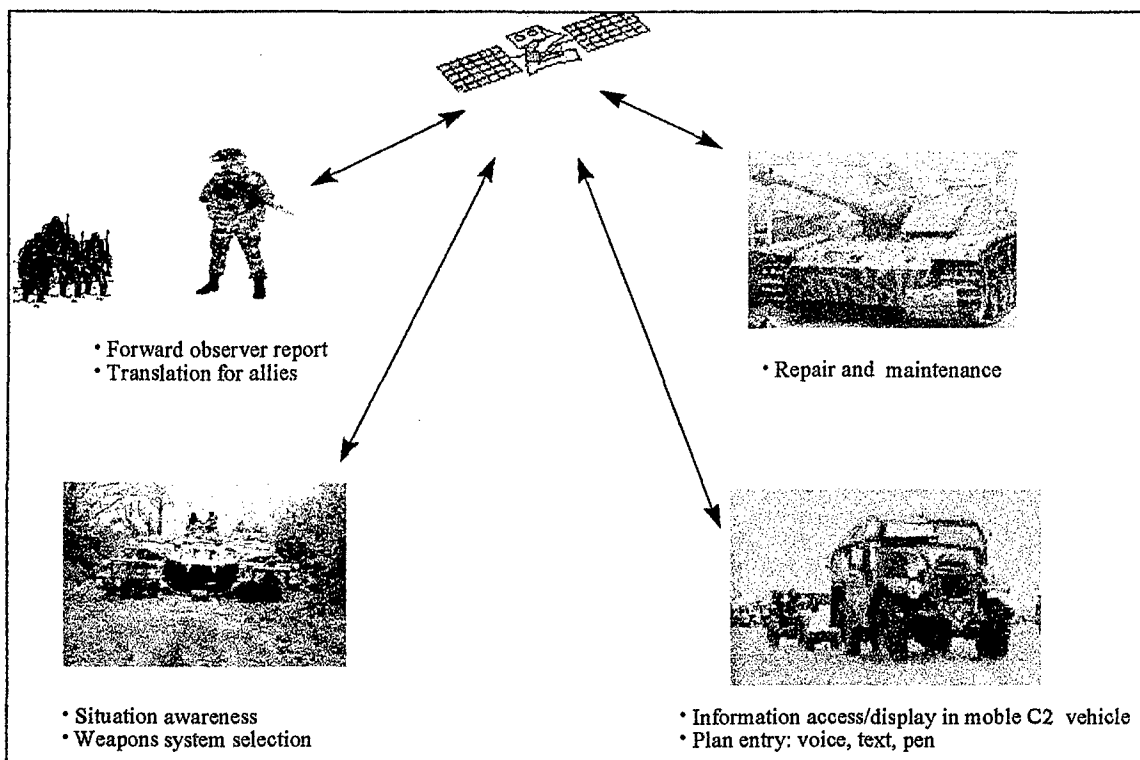 • Forward observer report
• Translation for allies
• Repair and maintenance
• Situation awareness
• Weapons system selection
• Information access/display in moble C2 vehicle
• Plan entry: voice, text, pen